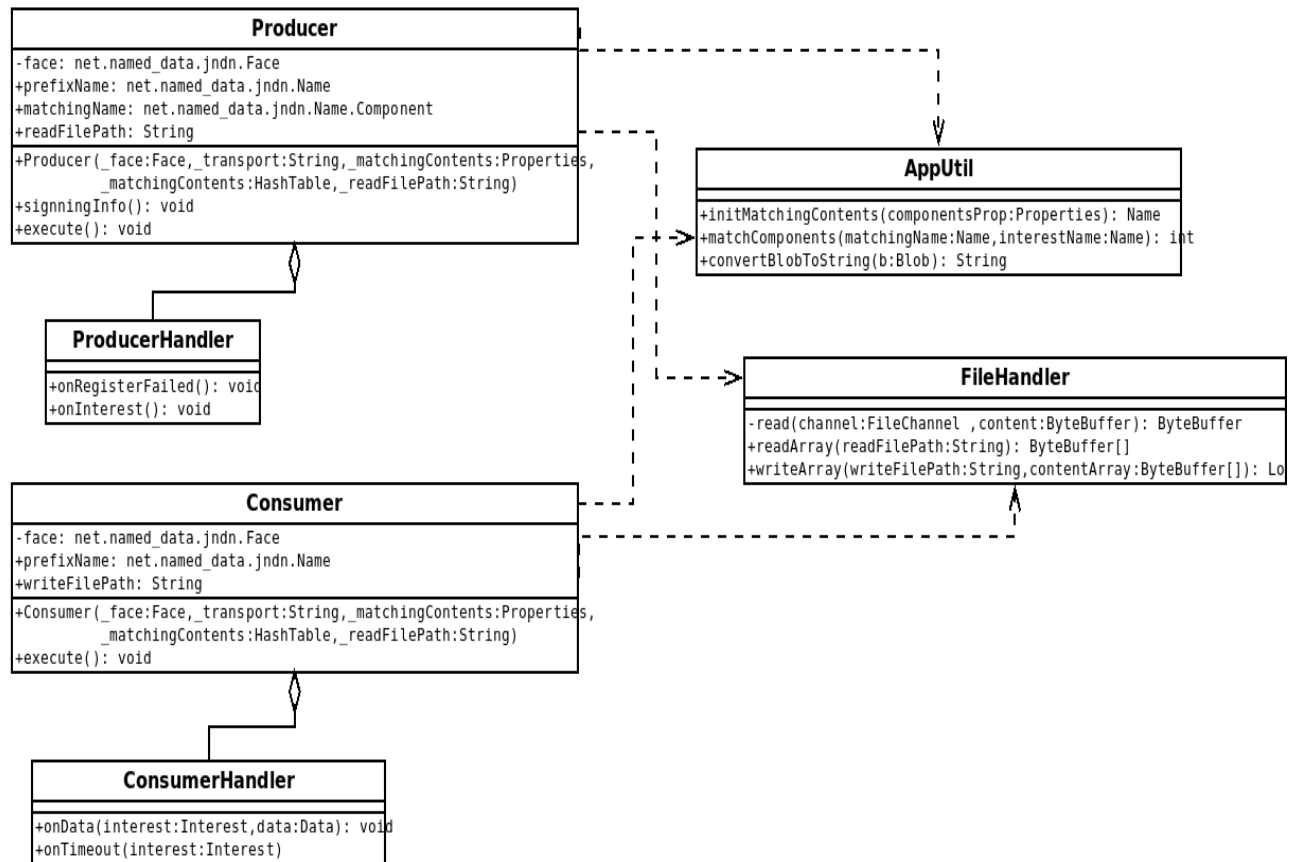 Producer
-face: net.named_data.jndn.Face
+prefixName: net.named_data.jndn.Name
+matchingName: net.named_data.jndn.Name.Component
+readFilePath: String
+Producer(_face:Face,_transport:String,_matchingContents:Properties,
_matchingContents:HashTable,_readFilePath:String)
+signningInfo(): void
+execute(): void
AppUtil
+initMatchingContents(componentsProp:Properties): Name
+matchComponents(matchingName:Name,interestName:Name): int
+convertBlobToString(b:Blob): String
ProducerHandler
+onRegisterFailed(): void
+onInterest(): void
FileHandler
-read(channel:FileChannel ,content:ByteBuffer): ByteBuffer
+readArray(readFilePath:String): ByteBuffer[]
+writeArray(writeFilePath:String,contentArray:ByteBuffer[]): Lo
Consumer
-face: net.named_data.jndn.Face
+prefixName: net.named_data.jndn.Name
+writeFilePath: String
+Consumer(_face:Face,_transport:String,_matchingContents:Properties,
_matchingContents:HashTable,_readFilePath:String)
+execute(): void
ConsumerHandler
+onData(interest:Interest,data:Data): void
+onTimeout(interest:Interest)